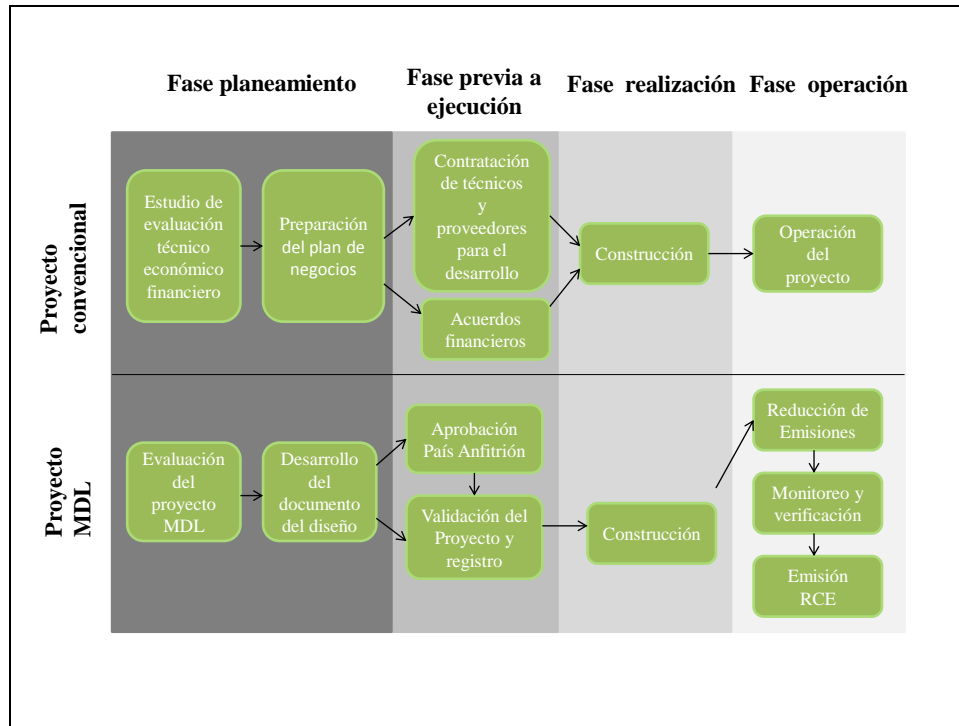 Fase planeamiento
Fase previa a
ejecución
Fase realización
Fase operación
Proyecto
convencional
Estudio de
evaluación
técnico
económico
financiero
Preparación
del plan de
negocios
Contratación
de técnicos
y
proveedores
para el
desarrollo
Acuerdos
financieros
Construcción
Operación
del
proyecto
Proyecto
MDL
Evaluación
del
proyecto
MDL
Desarrollo
del
documento
del diseño
Aprobación
País Anfitrión
Validación del
Proyecto y
registro
Construcción
Reducción de
Emisiones
Monitoreo y
verificación
Emisión
RCE